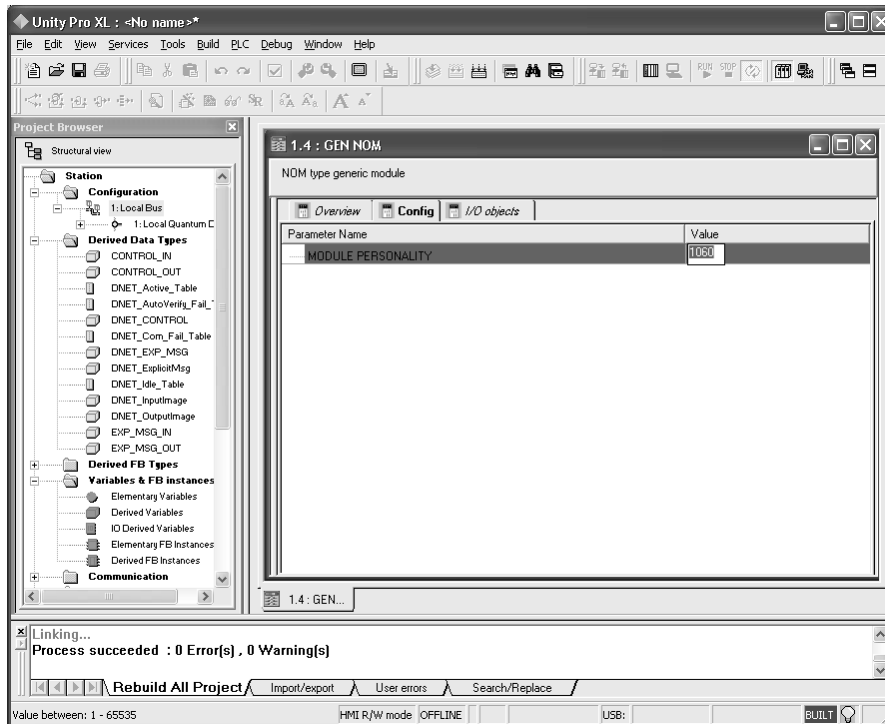 Unity Pro XL : <No name>*
File Edit View Services Tools Build PLC Debug Window Help
RUN STOP
SR
Project Browser
Structural view
Station
Configuration
1: Local Bus
1: Local Quantum D
Derived Data Types
CONTROL_IN
CONTROL_OUT
DNET_Active_Table
DNET_AutoVerify_Fail_
DNET_CONTROL
DNET_Com_Fail_Table
DNET_EXP_MSG
DNET_ExplicitMsg
DNET_Idle_Table
DNET_InputImage
DNET_OutputImage
EXP_MSG_IN
EXP_MSG_OUT
Derived FB Types
Variables & FB instances
Elementary Variables
Derived Variables
IO Derived Variables
Elementary FB Instances
Derived FB Instances
Communication
1.4 : GEN NOM
NOM type generic module
Overview Config I/O objects
Parameter Name Value
MODULE PERSONALITY 1060
1.4 : GEN...
Linking...
Process succeeded : 0 Error(s) , 0 Warning(s)
Rebuild All Project Import/export User errors Search/Replace
Value between: 1 - 65535 HMI R/W mode OFFLINE USB: BUILT